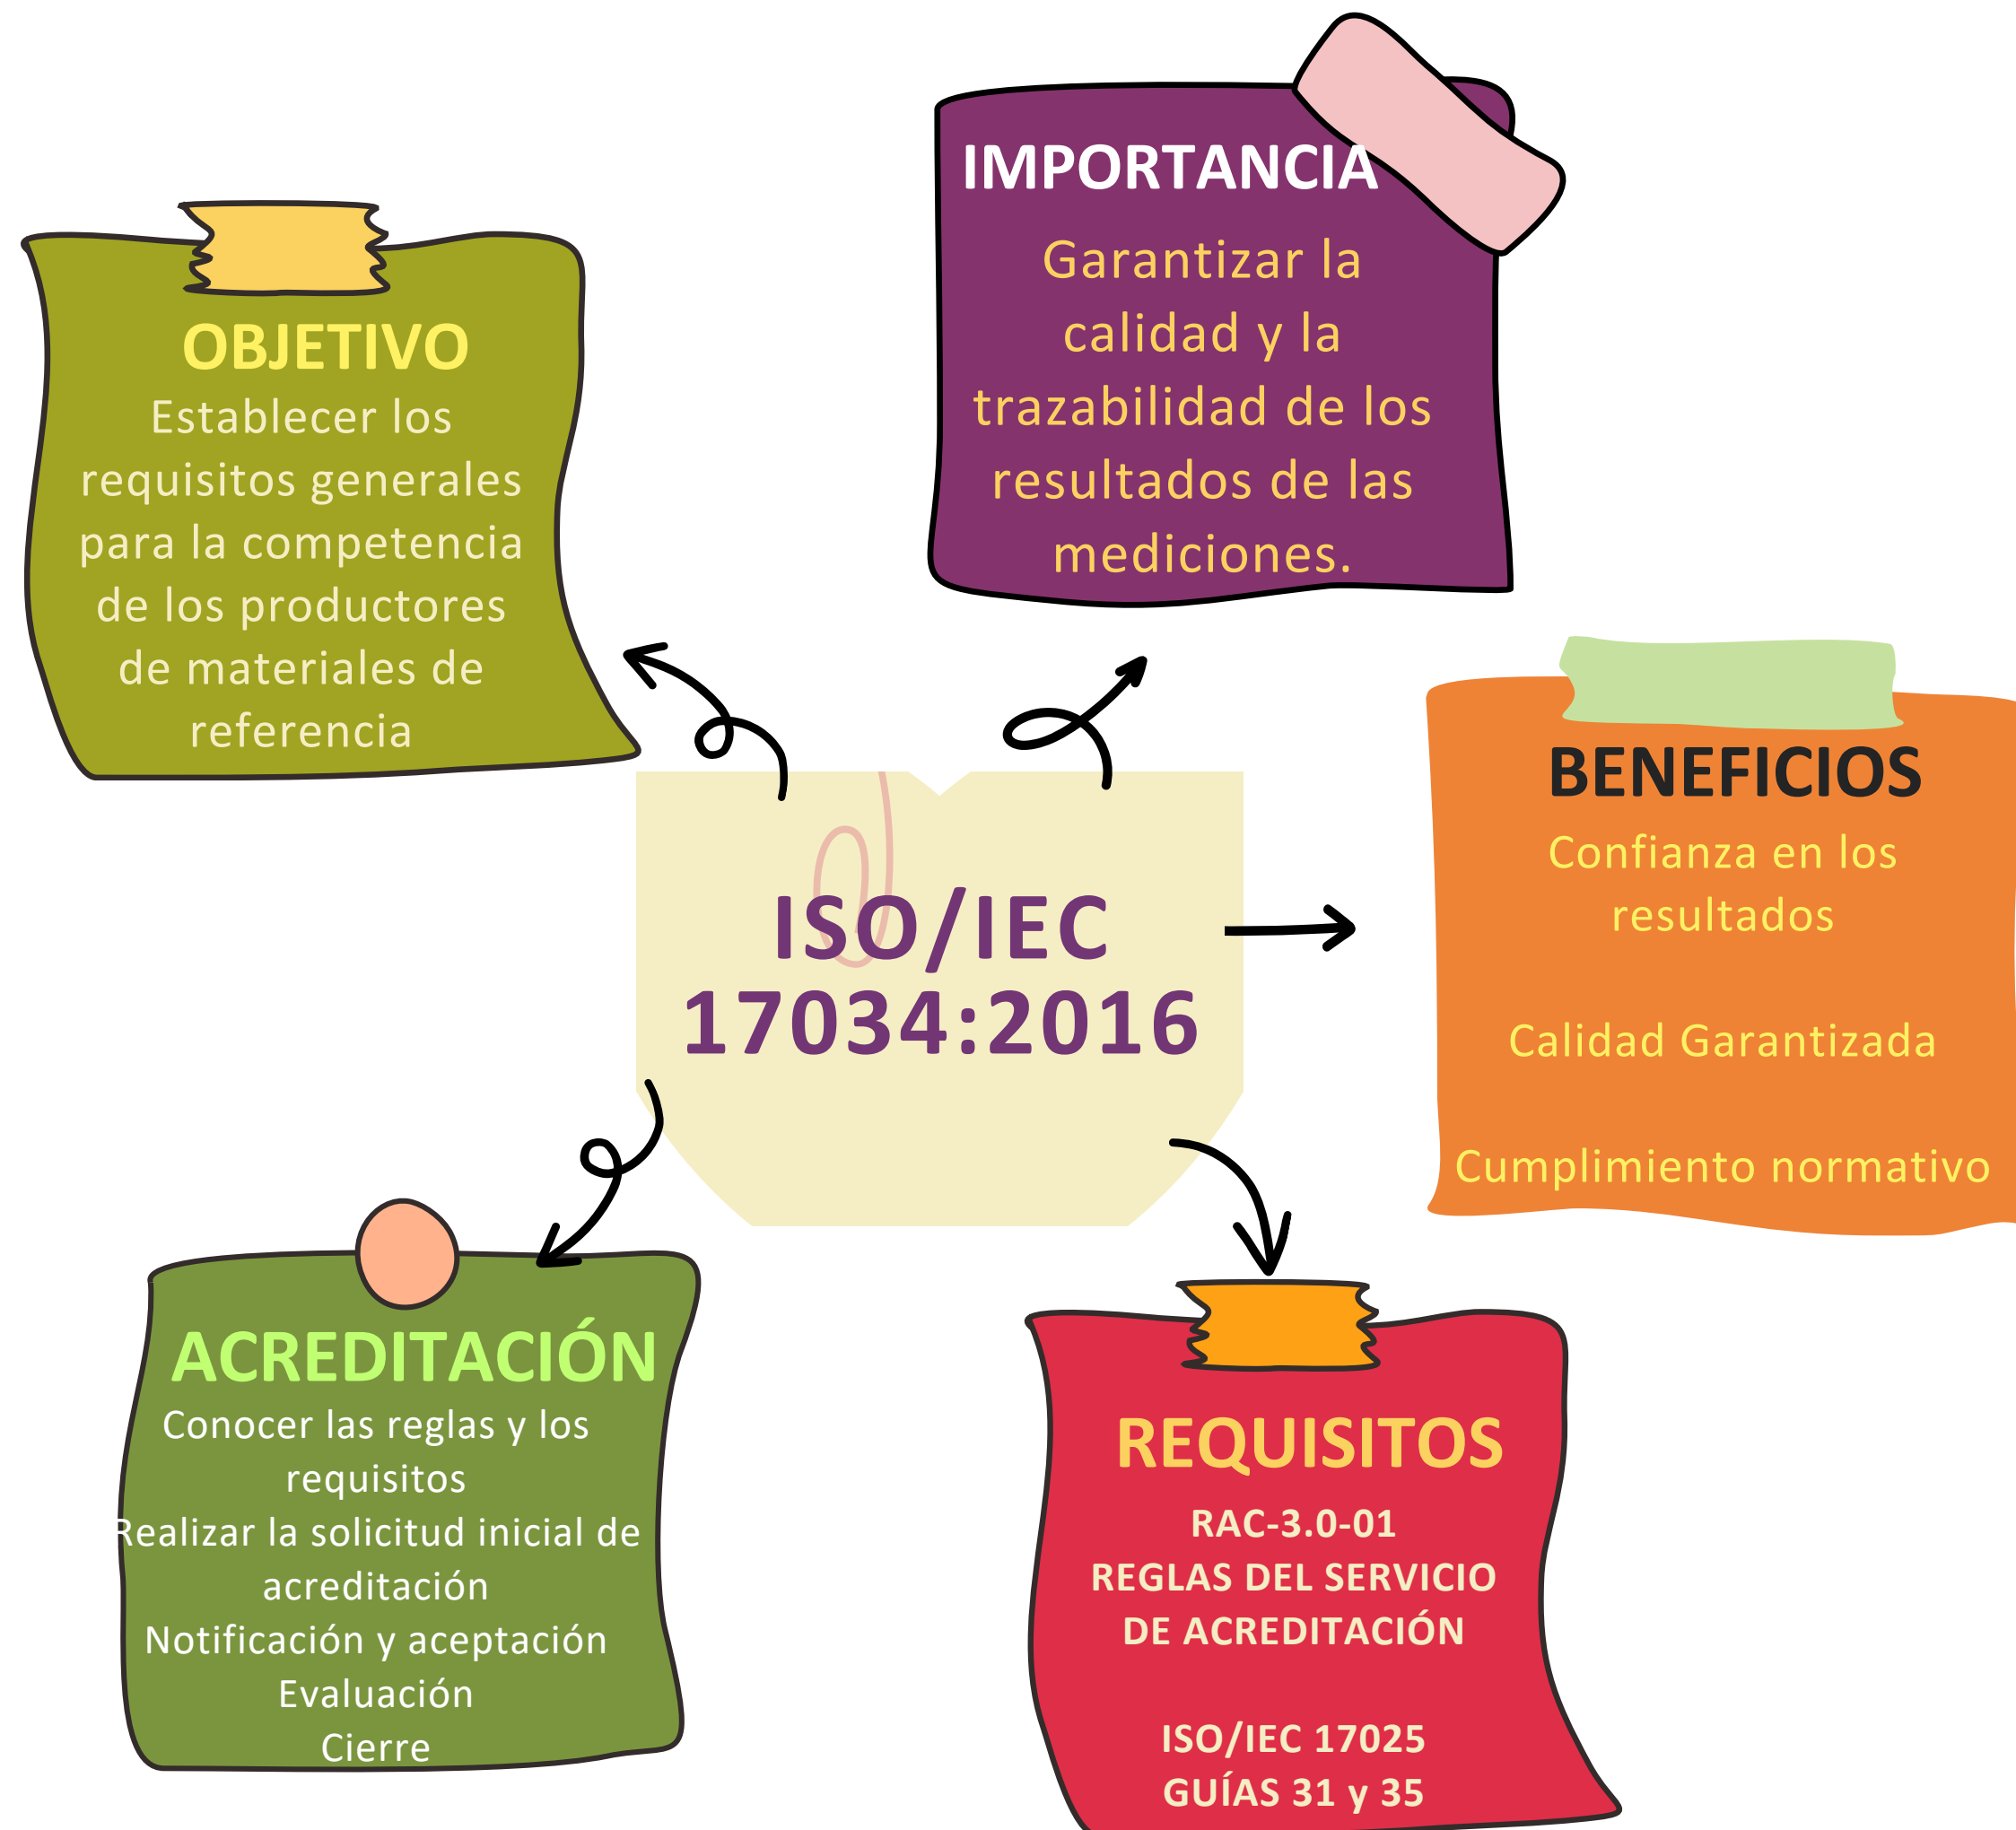 IMPORTANCIA
Garantizar la
calidad y la
trazabilidad de los
resultados de las
mediciones.
OBJETIVO
Establecer los
requisitos generales
para la competencia
de los productores
de materiales de
referencia
BENEFICIOS
Confianza en los
resultados
Calidad Garantizada
Cumplimiento normativo
ISO/IEC
17034:2016
ACREDITACIÓN
Conocer las reglas y los
requisitos
Realizar la solicitud inicial de
acreditación
Notificación y aceptación
Evaluación
Cierre
REQUISITOS
RAC-3.0-01
REGLAS DEL SERVICIO
DE ACREDITACIÓN
ISO/IEC 17025
GUÍAS 31 y 35